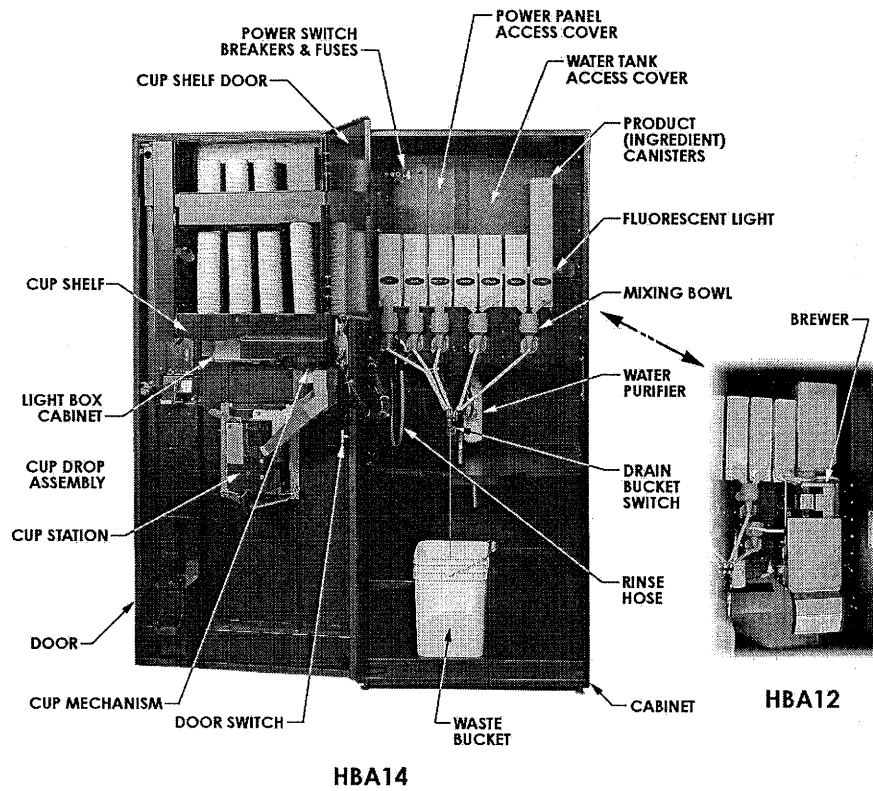 POWER SWITCH
BREAKERS & FUSES
POWER PANEL
ACCESS COVER
CUP SHELF DOOR
WATER TANK
ACCESS COVER
PRODUCT
(INGREDIENT)
CANISTERS
FLUORESCENT LIGHT
CUP SHELF
MIXING BOWL
BREWER
LIGHT BOX
CABINET
WATER
PURIFIER
CUP DROP
ASSEMBLY
DRAIN
BUCKET
SWITCH
CUP STATION
RINSE
HOSE
DOOR
CUP MECHANISM
DOOR SWITCH
WASTE
BUCKET
CABINET
HBA12
HBA14